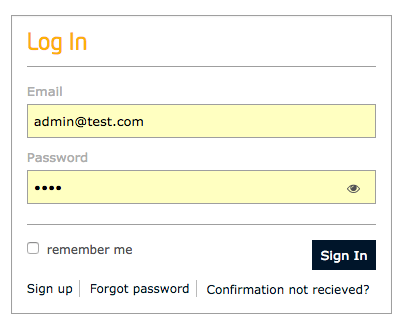 Log In
Email
admin@test.com
Password
••••
remember me
Sign In
Sign up
Forgot password
Confirmation not recieved?